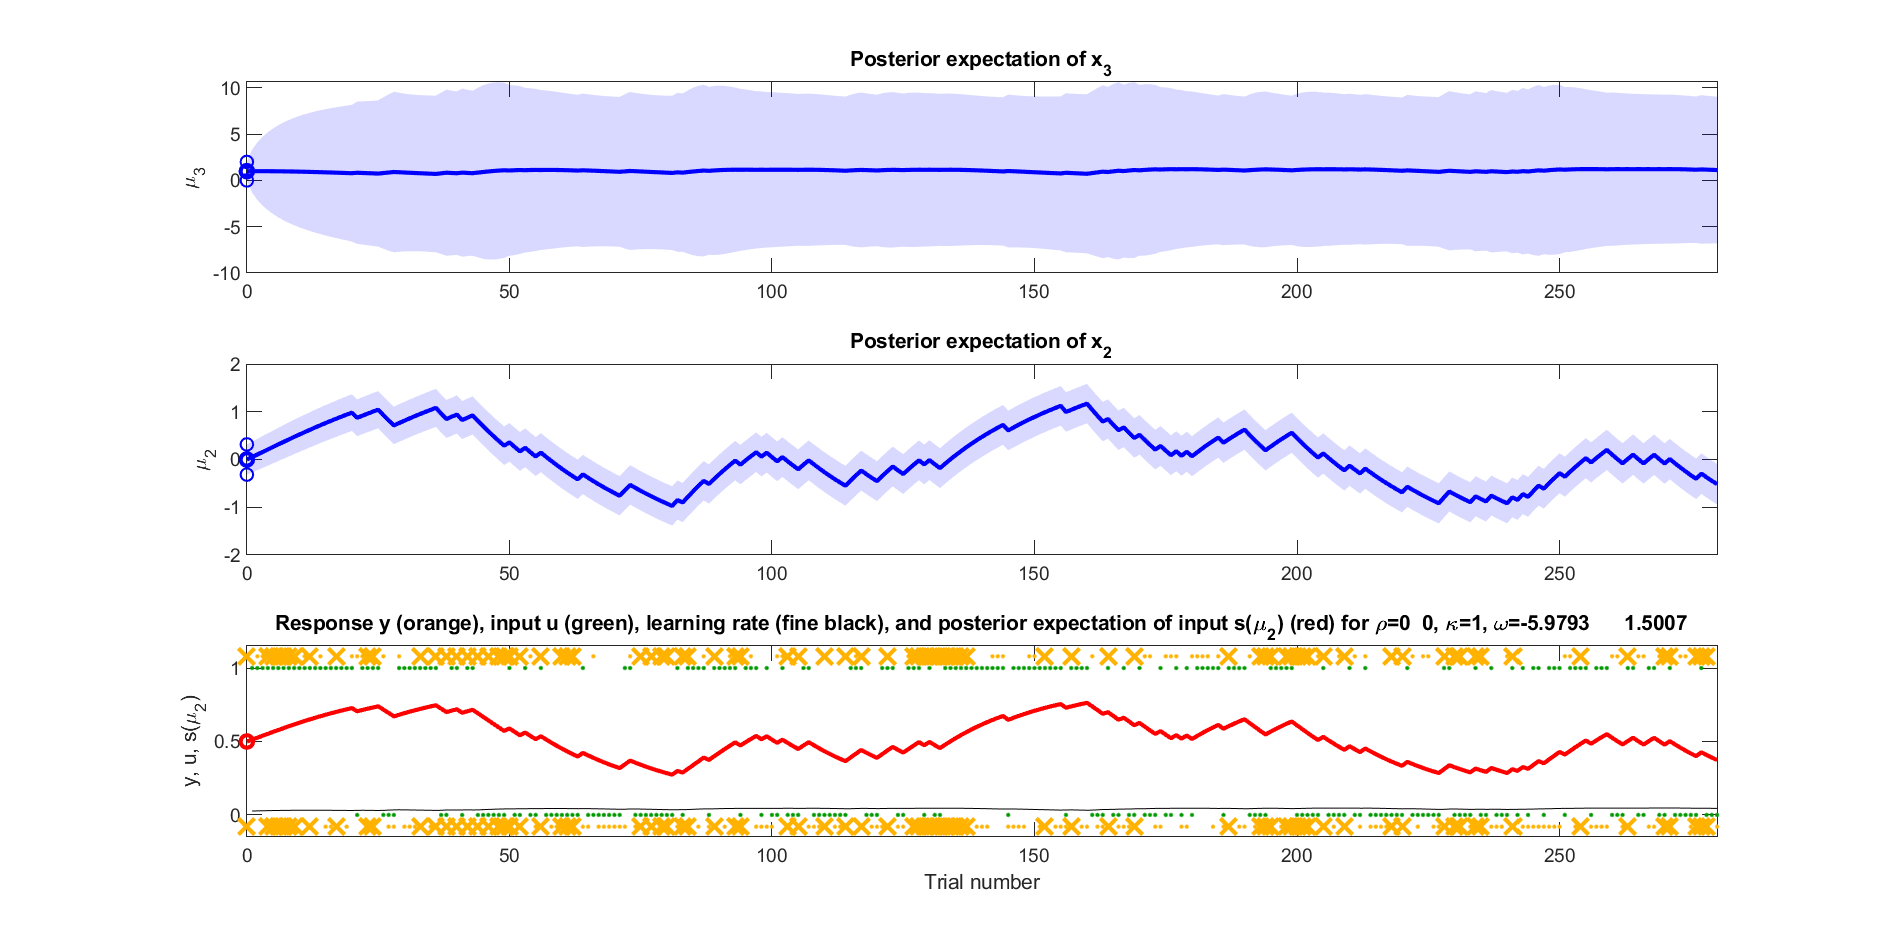 Posterior expectation of x3
10
5
0
-5
-10
μ3
0 50 100 150 200 250
Posterior expectation of x2
2
1
0
-1
-2
μ2
0 50 100 150 200 250
Response y (orange), input u (green), learning rate (fine black), and posterior expectation of input s(μ2) (red) for ρ=0 0, κ=1, ω=-5.9793 1.5007
1
0.5
0
y, u, s(μ2)
0 50 100 150 200 250
Trial number